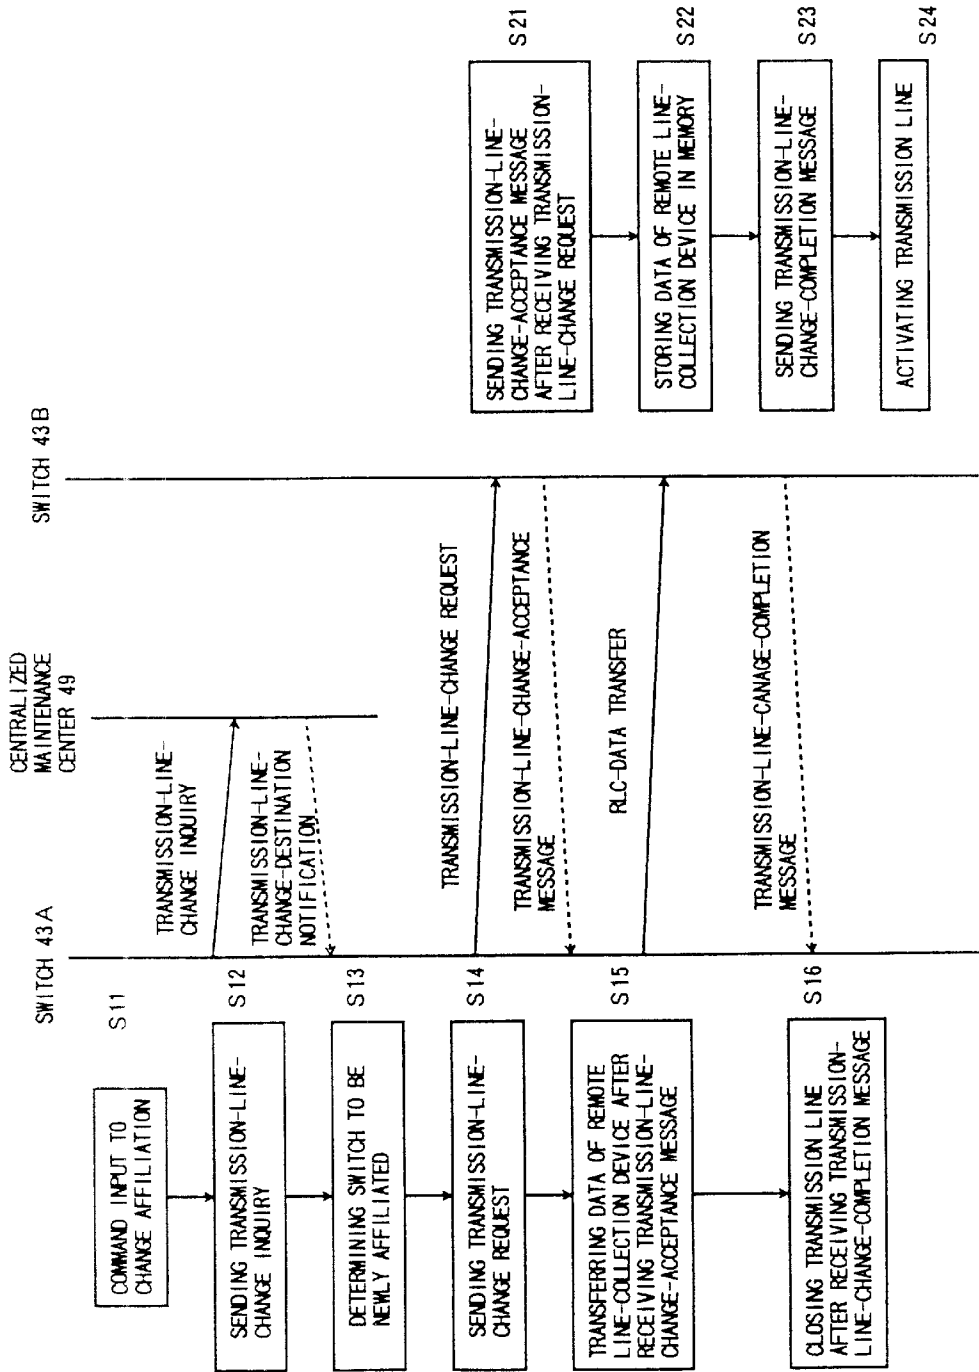 SWITCH 43A
CENTRALIZED
MAINTENANCE
CENTER 49
SWITCH 43B
COMMAND INPUT TO
CHANGE AFFILIATION
S11
SENDING TRANSMISSION-LINE-
CHANGE INQUIRY
S12
TRANSMISSION-LINE-
CHANGE INQUIRY
DETERMINING SWITCH TO BE
NEWLY AFFILIATED
S13
TRANSMISSION-LINE-
CHANGE-DESTINATION
NOTIFICATION
SENDING TRANSMISSION-LINE-
CHANGE REQUEST
S14
TRANSMISSION-LINE-CHANGE REQUEST
SENDING TRANSMISSION-LINE-
CHANGE-ACCEPTANCE MESSAGE
AFTER RECEIVING TRANSMISSION-
LINE-CHANGE REQUEST
S21
TRANSMISSION-LINE-CHANGE-ACCEPTANCE
MESSAGE
TRANSFERRING DATA OF REMOTE
LINE-COLLECTION DEVICE AFTER
RECEIVING TRANSMISSION-LINE-
CHANGE-ACCEPTANCE MESSAGE
S15
RLC-DATA TRANSFER
STORING DATA OF REMOTE LINE-
COLLECTION DEVICE IN MEMORY
S22
SENDING TRANSMISSION-LINE-
CHANGE-COMPLETION MESSAGE
S23
TRANSMISSION-LINE-CANAGE-COMPLETION
MESSAGE
CLOSING TRANSMISSION LINE
AFTER RECEIVING TRANSMISSION-
LINE-CHANGE-COMPLETION MESSAGE
S16
ACTIVATING TRANSMISSION LINE
S24